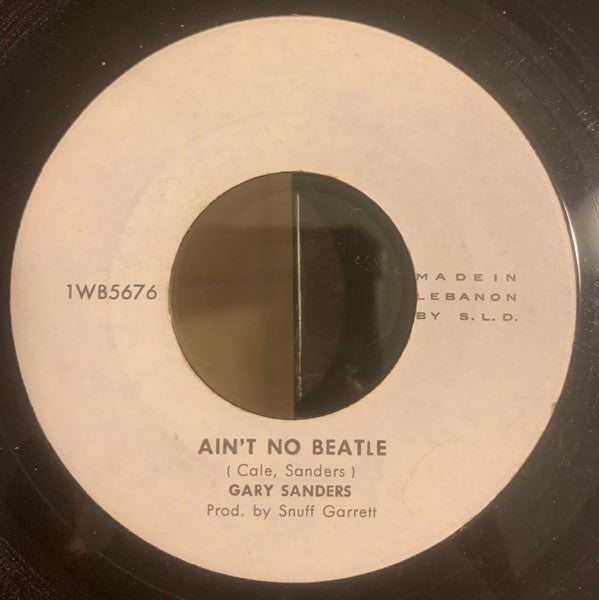 1WB5676
MADE IN
LEBANON
BY S.L.D.
AIN'T NO BEATLE
( Cale, Sanders )
GARY SANDERS
Prod. by Snuff Garrett